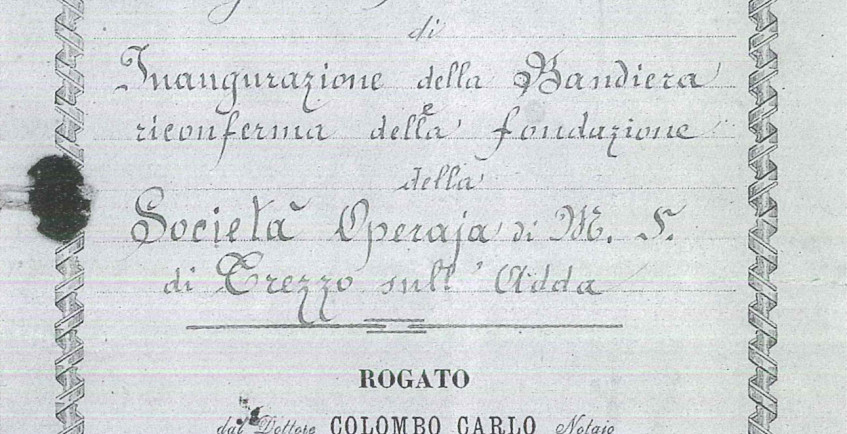 di
Inaugurazione della Bandiera
e
riconferma della fondazione
della
Società Operaja di M. S.
di Trezzo sull' Adda
ROGATO
dal Dottore COLOMBO CARLO Notaio